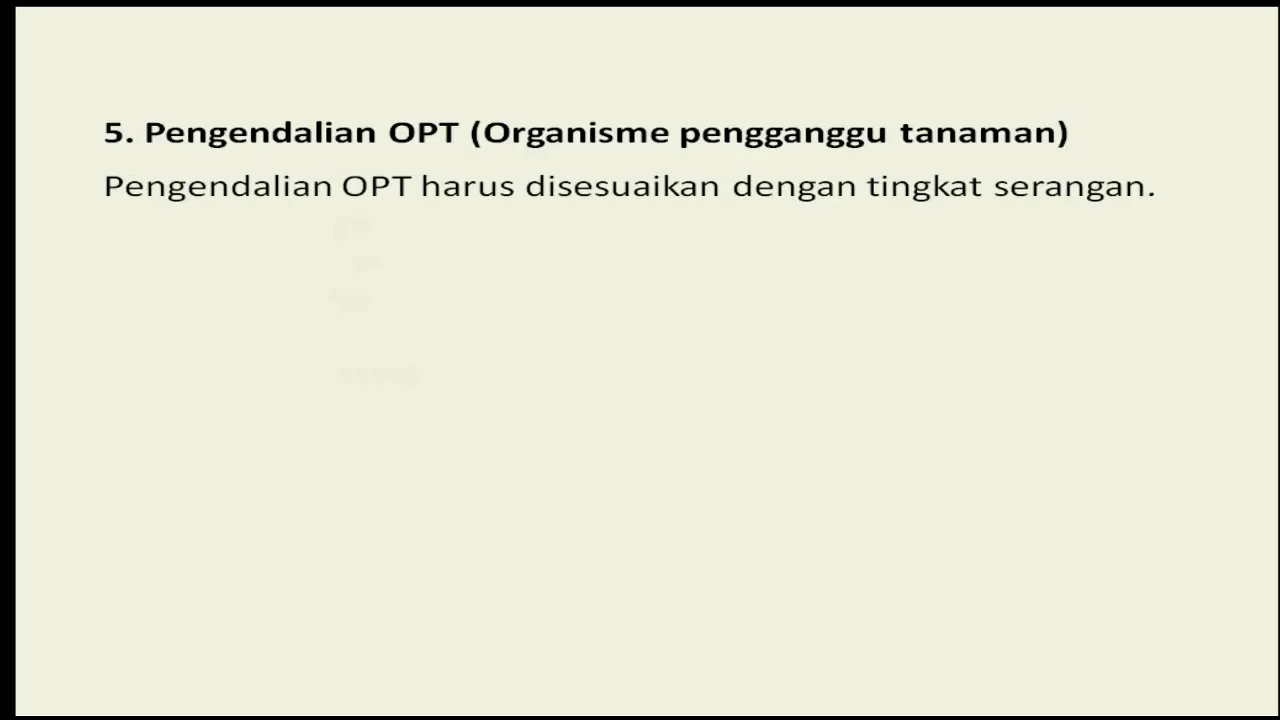 5. Pengendalian OPT (Organisme pengganggu tanaman)
Pengendalian OPT harus disesuaikan dengan tingkat serangan.